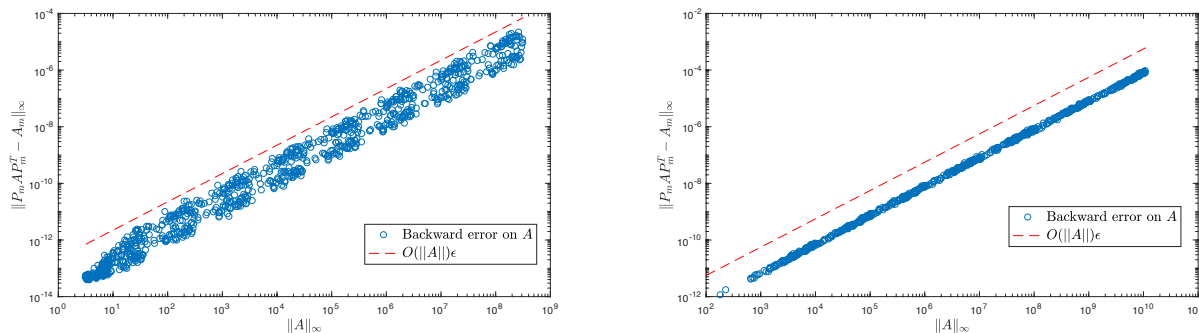 10^-4
10^-6
10^-8
10^-10
10^-12
10^-14
‖P_m A P_m^T − A_m‖_∞
10^0 10^1 10^2 10^3 10^4 10^5 10^6 10^7 10^8 10^9
‖A‖_∞
Backward error on A
O(||A||)ϵ
10^-2
10^-4
10^-6
10^-8
10^-10
10^-12
‖P_m A P_m^T − A_m‖_∞
10^2 10^3 10^4 10^5 10^6 10^7 10^8 10^9 10^10 10^11
‖A‖_∞
Backward error on A
O(||A||)ϵ